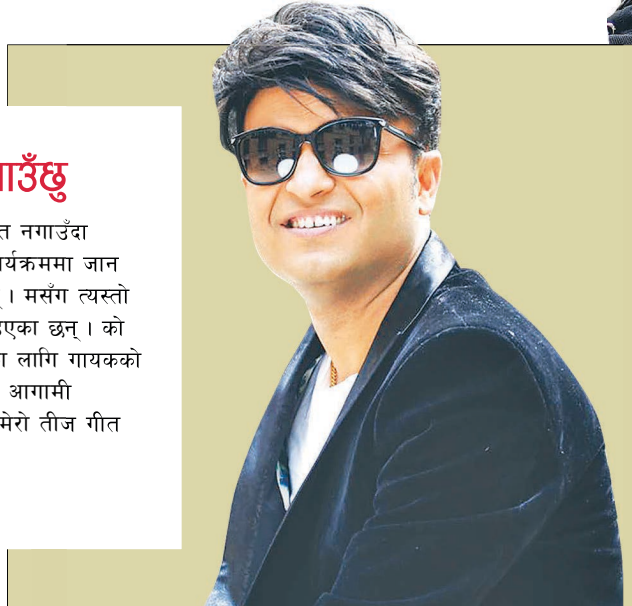 गाउँछु
त नगाउँदा
र्यक्रममा जान
। मसँग त्यस्तो
एका छन् । को
लागि गायकको
आगामी
मेरो तीज गीत